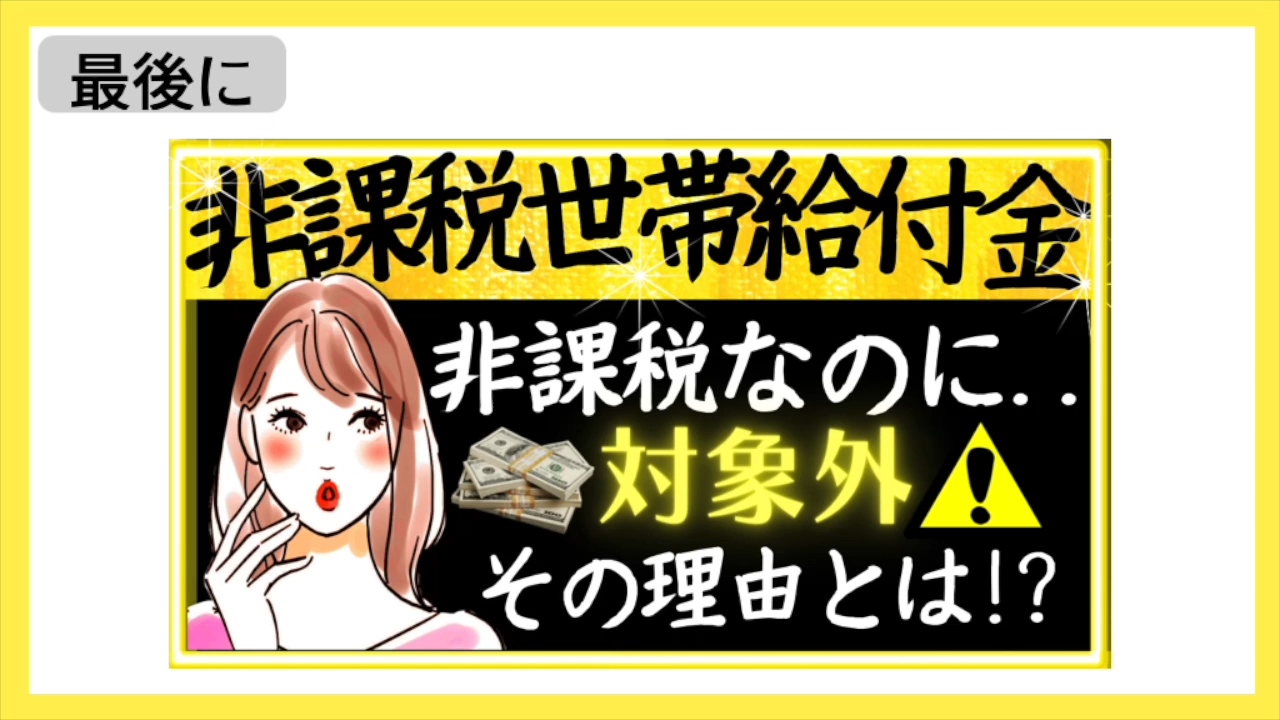 最後に
非課税世帯給付金
非課税なのに..
対象外
その理由とは!?